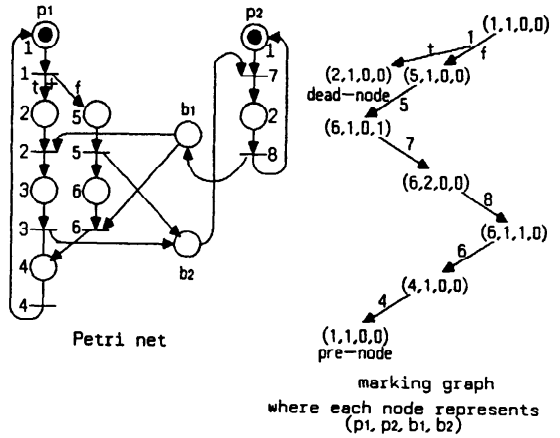 p1
p2
1
1
1
t
f
7
2
5
b1
2
2
5
8
3
6
3
6
b2
4
4
Petri net
1 (1,1,0,0)
t
f
(2,1,0,0) (5,1,0,0)
dead-node
5
(6,1,0,1)
7
(6,2,0,0)
8
(6,1,1,0)
6
(4,1,0,0)
4
(1,1,0,0)
pre-node
marking graph
where each node represents
(p1, p2, b1, b2)